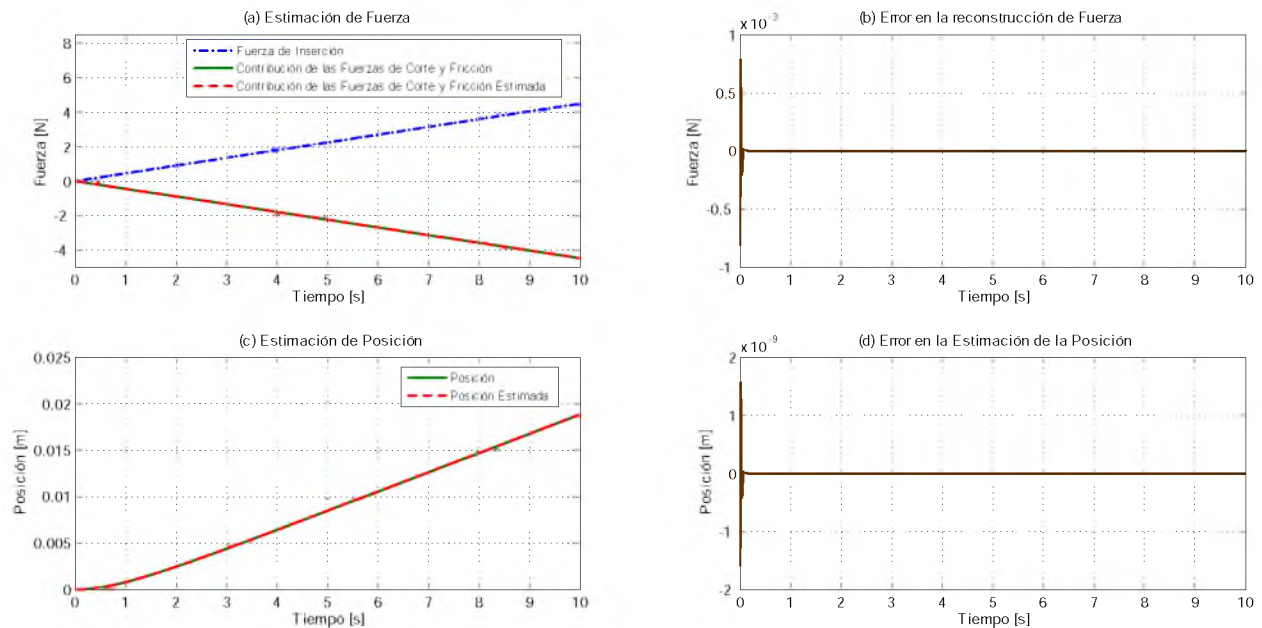 (a) Estimación de Fuerza
Fuerza [N]
8
6
4
2
0
-2
-4
Fuerza de Inserción
Contribución de las Fuerzas de Corte y Fricción
Contribución de las Fuerzas de Corte y Fricción Estimada
0 1 2 3 4 5 6 7 8 9 10
Tiempo [s]
(b) Error en la reconstrucción de Fuerza
x 10⁻³
Fuerza [N]
1
0.5
0
-0.5
-1
0 1 2 3 4 5 6 7 8 9 10
Tiempo [s]
(c) Estimación de Posición
Posición [m]
0.025
0.02
0.015
0.01
0.005
0
Posición
Posición Estimada
0 1 2 3 4 5 6 7 8 9 10
Tiempo [s]
(d) Error en la Estimación de la Posición
x 10⁻⁹
Posición [m]
2
1
0
-1
-2
0 1 2 3 4 5 6 7 8 9 10
Tiempo [s]